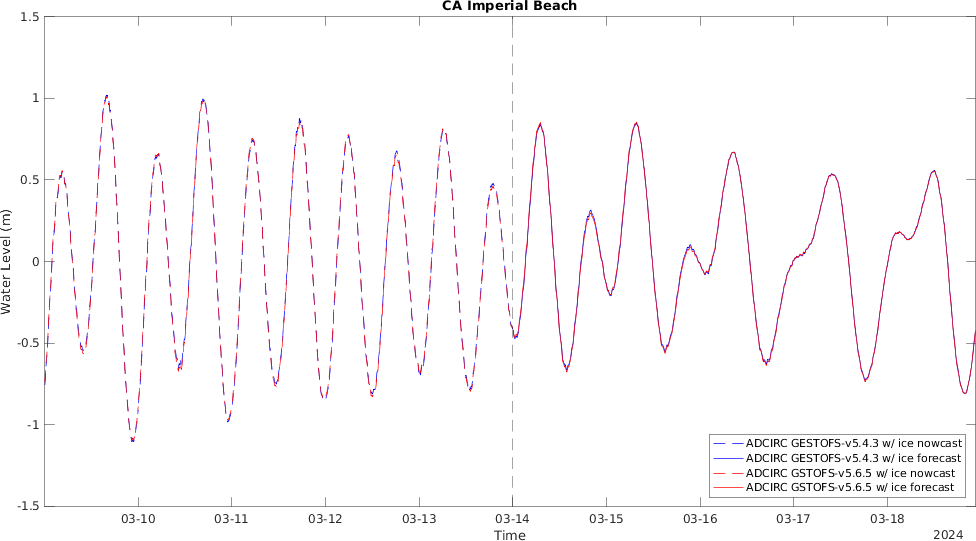 CA Imperial Beach
1.5
1
0.5
0
-0.5
-1
-1.5
Water Level (m)
03-10 03-11 03-12 03-13 03-14 03-15 03-16 03-17 03-18
Time
2024
ADCIRC GESTOFS-v5.4.3 w/ ice nowcast
ADCIRC GESTOFS-v5.4.3 w/ ice forecast
ADCIRC GSTOFS-v5.6.5 w/ ice nowcast
ADCIRC GSTOFS-v5.6.5 w/ ice forecast